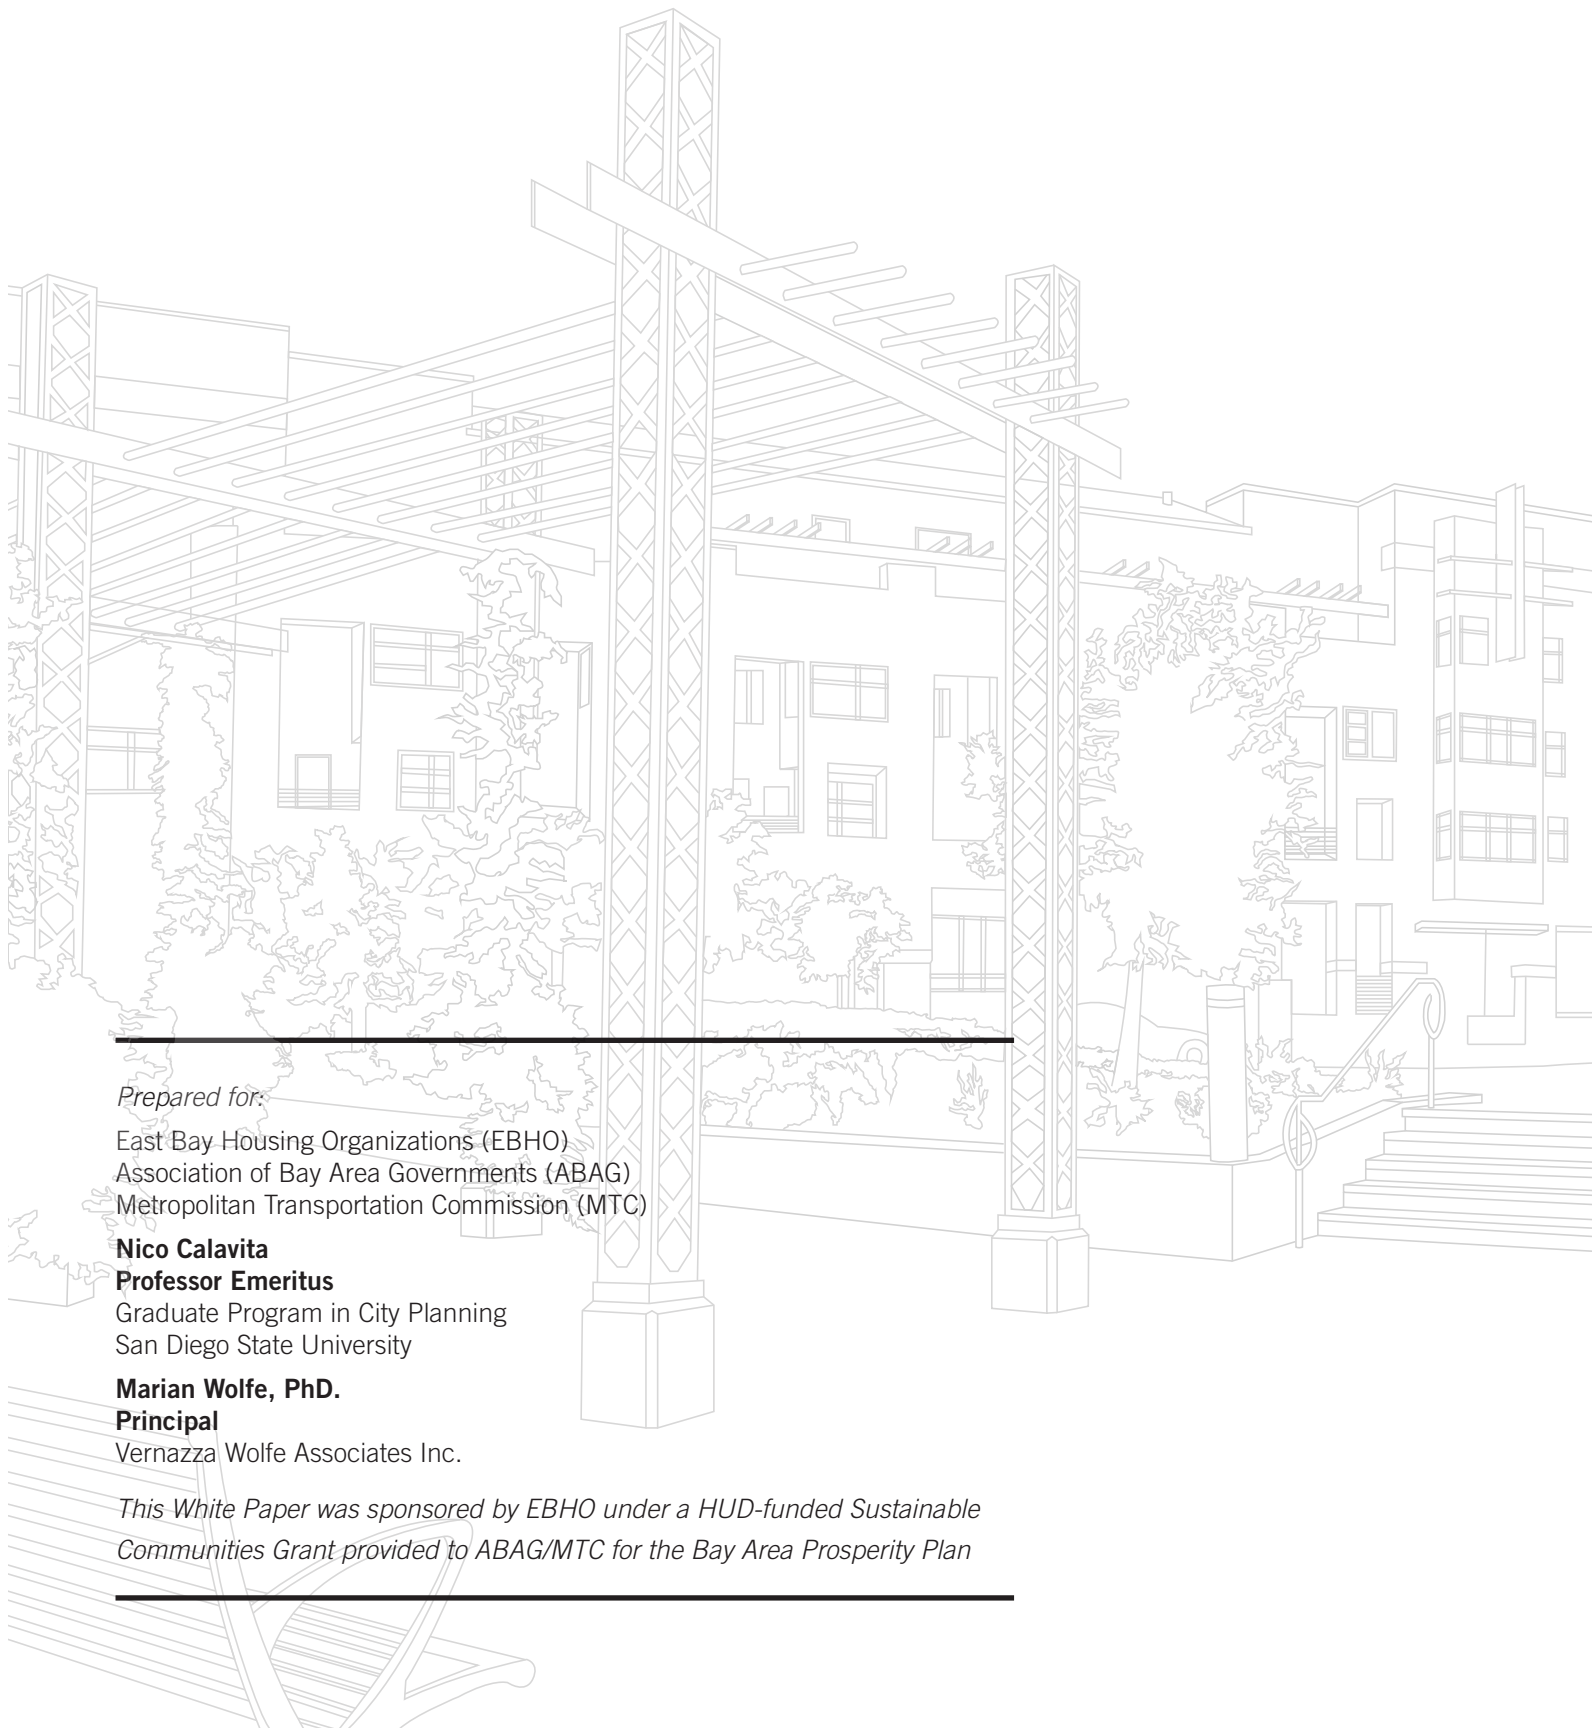 Prepared for:
East Bay Housing Organizations (EBHO)
Association of Bay Area Governments (ABAG)
Metropolitan Transportation Commission (MTC)
Nico Calavita
Professor Emeritus
Graduate Program in City Planning
San Diego State University
Marian Wolfe, PhD.
Principal
Vernazza Wolfe Associates Inc.
This White Paper was sponsored by EBHO under a HUD-funded Sustainable
Communities Grant provided to ABAG/MTC for the Bay Area Prosperity Plan